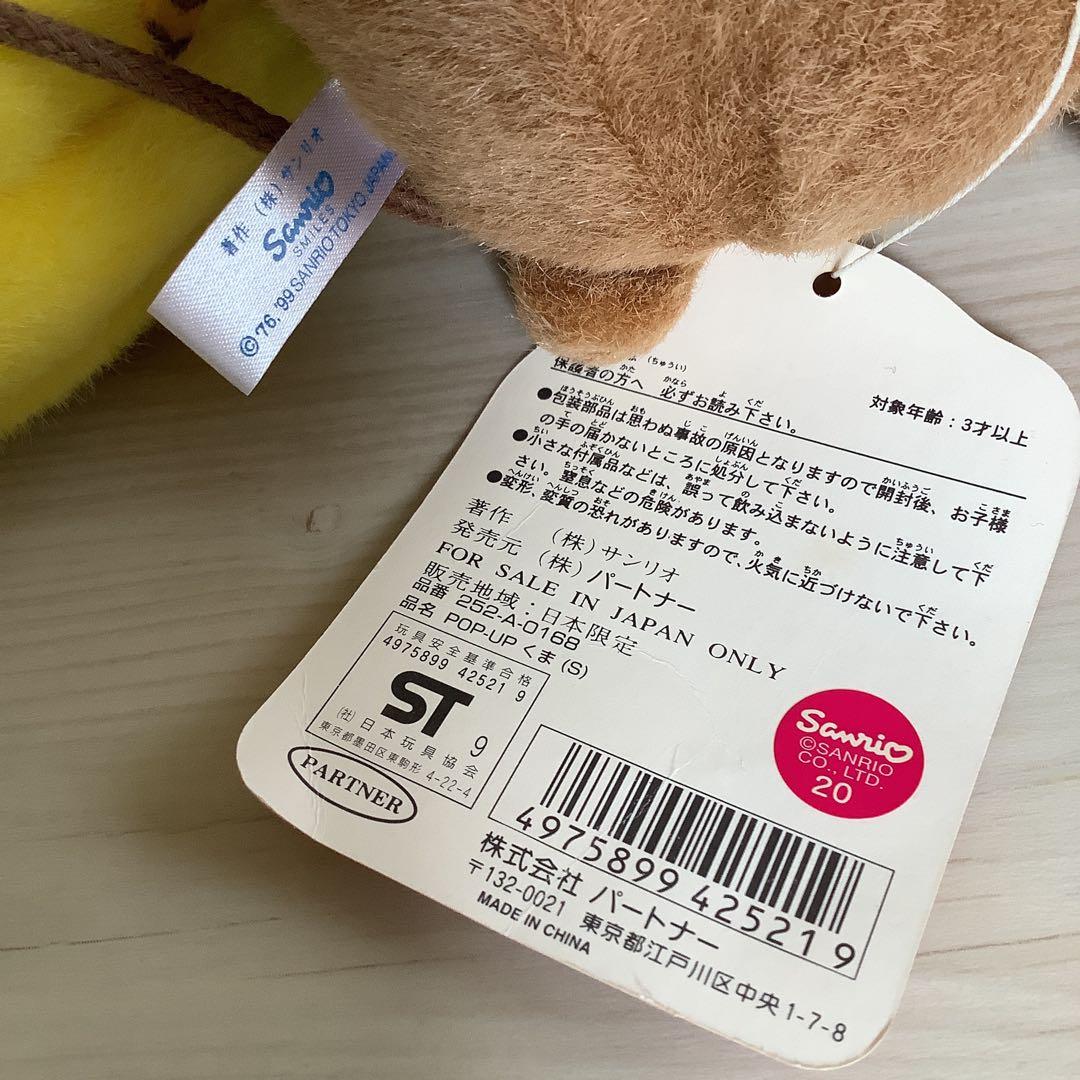 著作 (株) サンリオ
Sanrio
SMILES
©'76,'99 SANRIO TOKYO, JAPAN
(ちゅうい)
保護者の方へ 必ずお読み下さい。
対象年齢:3才以上
●包装部品は思わぬ事故の原因となりますので開封後、お子様
の手の届かないところに処分して下さい。
●小さな付属品などは、誤って飲み込まないように注意して下
さい。窒息などの危険があります。
●変形、変質の恐れがありますので、火気に近づけないで下さい。
著作 (株) サンリオ
発売元 (株) パートナー
FOR SALE IN JAPAN ONLY
販売地域:日本限定
品番 252-A-0168
品名 POP-UP くま (S)
玩具安全基準合格
4975899 42521 9
ST 9
(社) 日本玩具協会
東京都墨田区東駒形 4-22-4
PARTNER
Sanrio
©SANRIO
CO., LTD.
20
4975899 425219
株式会社 パートナー
〒132-0021 東京都江戸川区中央1-7-8
MADE IN CHINA